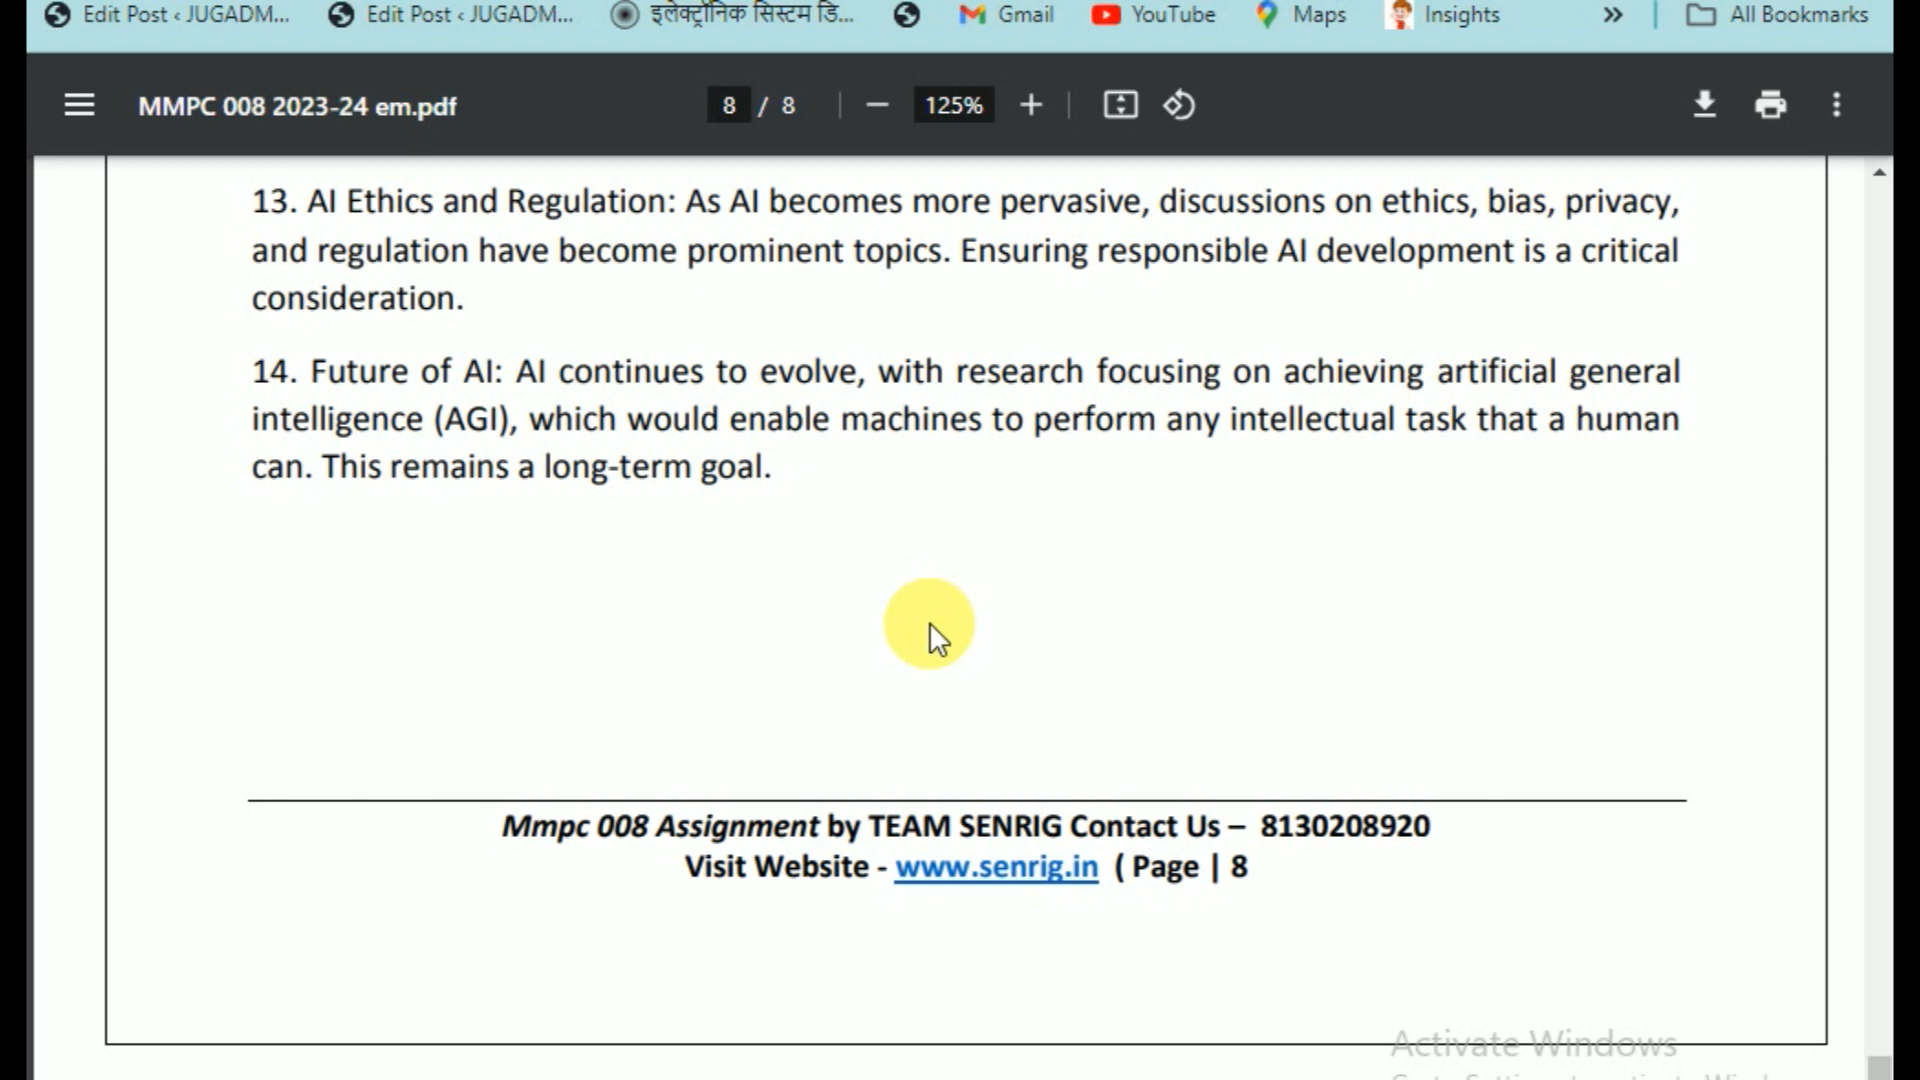 Edit Post ‹ JUGADM... Edit Post ‹ JUGADM... इलेक्ट्रॉनिक सिस्टम डि... Gmail YouTube Maps Insights » All Bookmarks
MMPC 008 2023-24 em.pdf 8 / 8 − 125% +
13. AI Ethics and Regulation: As AI becomes more pervasive, discussions on ethics, bias, privacy,
and regulation have become prominent topics. Ensuring responsible AI development is a critical
consideration.
14. Future of AI: AI continues to evolve, with research focusing on achieving artificial general
intelligence (AGI), which would enable machines to perform any intellectual task that a human
can. This remains a long-term goal.
Mmpc 008 Assignment by TEAM SENRIG Contact Us – 8130208920
Visit Website - www.senrig.in ( Page | 8
Activate Windows